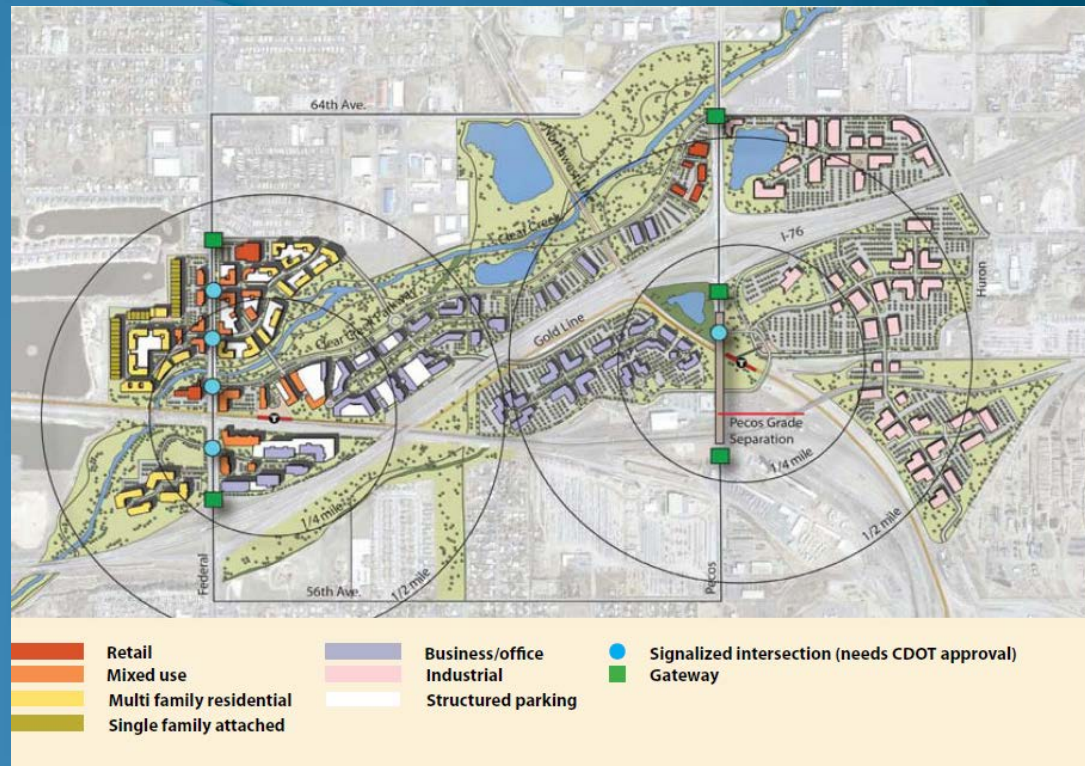 64th Ave.
Northwest
Clear Creek
I-76
Huron
Clear Creek Parkway
Gold Line
T
T
Pecos Grade
Separation
1/4 mile
1/4 mile
1/2 mile
1/2 mile
Federal
56th Ave.
Pecos
Retail
Mixed use
Multi family residential
Single family attached
Business/office
Industrial
Structured parking
Signalized intersection (needs CDOT approval)
Gateway